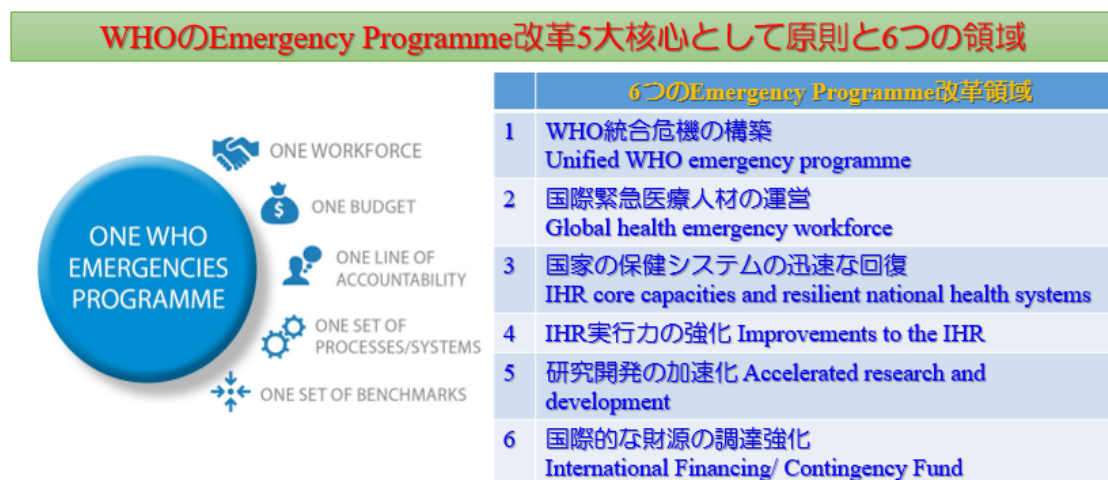 WHOのEmergency Programme改革5大核心として原則と6つの領域
ONE WHO
EMERGENCIES
PROGRAMME
ONE WORKFORCE
$
ONE BUDGET
ONE LINE OF
ACCOUNTABILITY
ONE SET OF
PROCESSES/SYSTEMS
ONE SET OF BENCHMARKS
6つのEmergency Programme改革領域
1 WHO統合危機の構築
Unified WHO emergency programme
2 国際緊急医療人材の運営
Global health emergency workforce
3 国家の保健システムの迅速な回復
IHR core capacities and resilient national health systems
4 IHR実行力の強化 Improvements to the IHR
5 研究開発の加速化 Accelerated research and
development
6 国際的な財源の調達強化
International Financing/ Contingency Fund